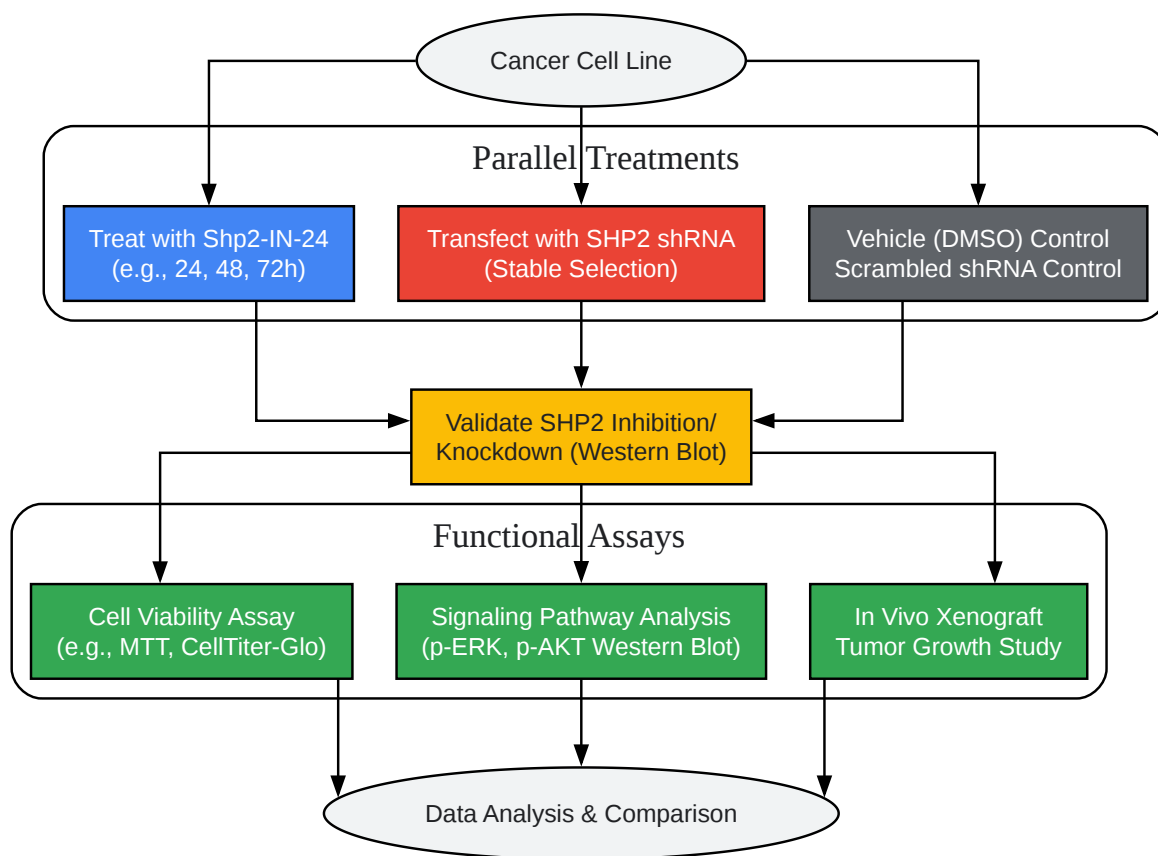 Cancer Cell Line
Parallel Treatments
Treat with Shp2-IN-24
(e.g., 24, 48, 72h)
Transfect with SHP2 shRNA
(Stable Selection)
Vehicle (DMSO) Control
Scrambled shRNA Control
Validate SHP2 Inhibition/
Knockdown (Western Blot)
Functional Assays
Cell Viability Assay
(e.g., MTT, CellTiter-Glo)
Signaling Pathway Analysis
(p-ERK, p-AKT Western Blot)
In Vivo Xenograft
Tumor Growth Study
Data Analysis & Comparison